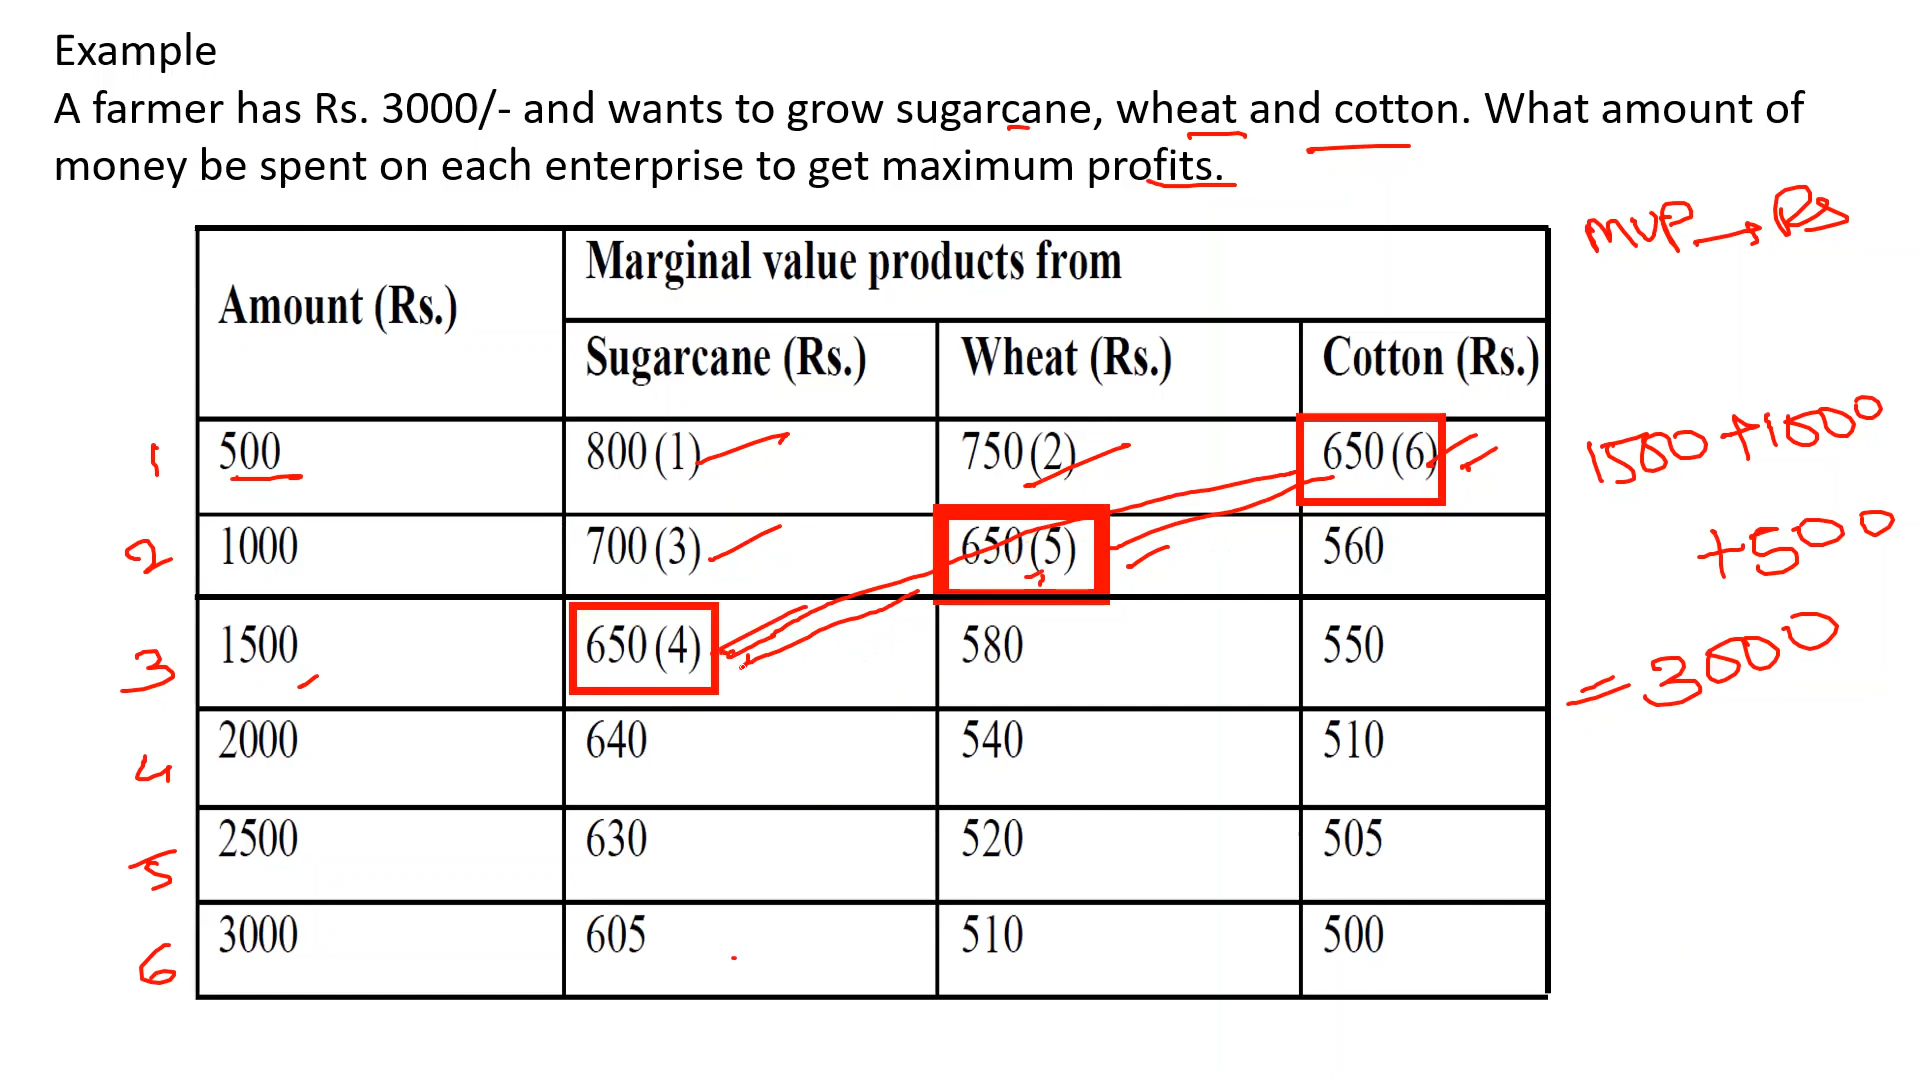 Example
A farmer has Rs. 3000/- and wants to grow sugarcane, wheat and cotton. What amount of
money be spent on each enterprise to get maximum profits.
MVP → Rs
Amount (Rs.) Marginal value products from
Sugarcane (Rs.) Wheat (Rs.) Cotton (Rs.)
1 500 800 (1) 750 (2) 650 (6) 1500 + 1000
2 1000 700 (3) 650 (5) 560 + 500
3 1500 650 (4) 580 550 = 3000
4 2000 640 540 510
5 2500 630 520 505
6 3000 605 510 500